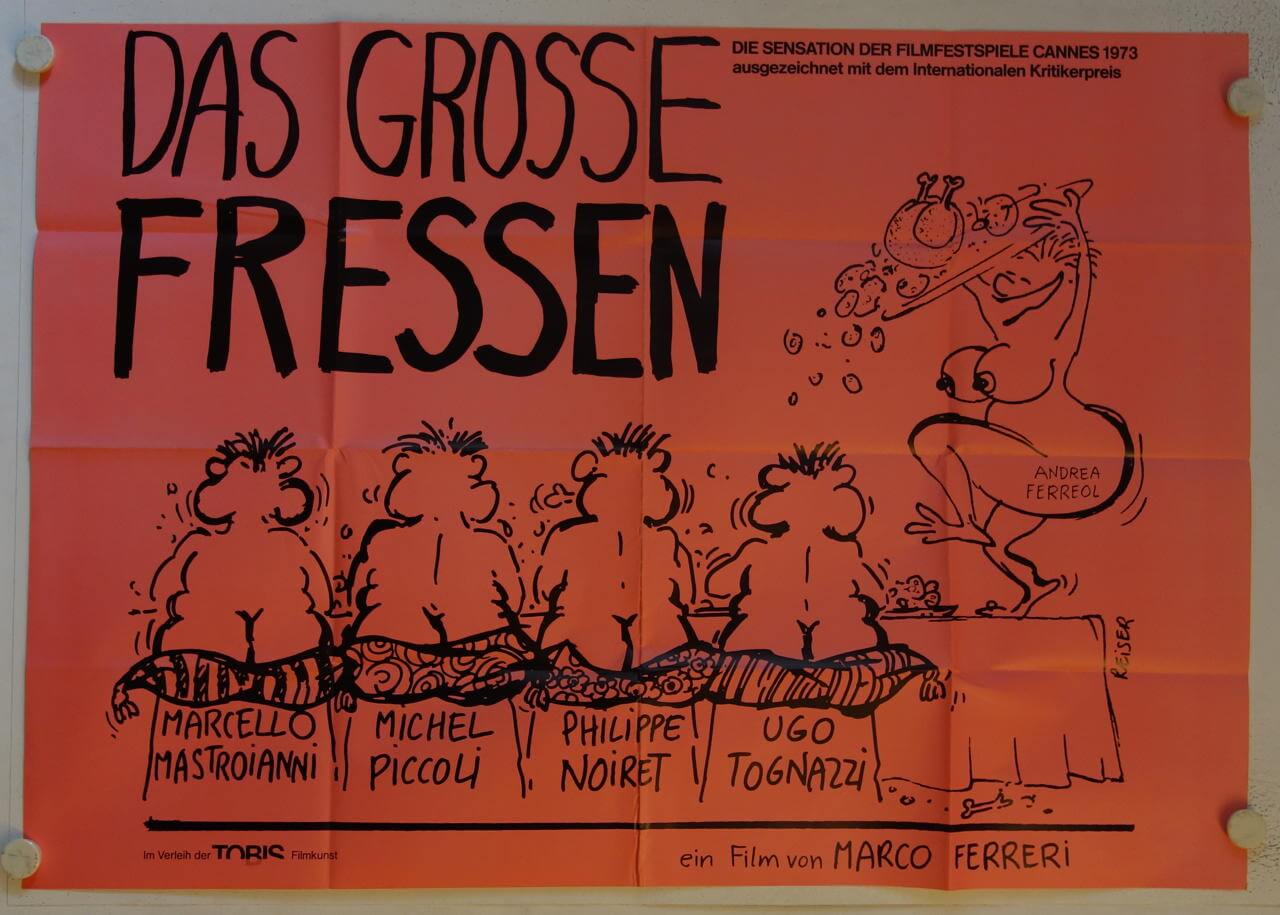 DAS GROSSE
FRESSEN
DIE SENSATION DER FILMFESTSPIELE CANNES 1973
ausgezeichnet mit dem Internationalen Kritikerpreis
ANDREA
FERREOL
REISER
MARCELLO
MASTROIANNI
MICHEL
PICCOLI
PHILIPPE
NOIRET
UGO
TOGNAZZI
Im Verleih der TOBIS Filmkunst
ein Film von MARCO FERRERI